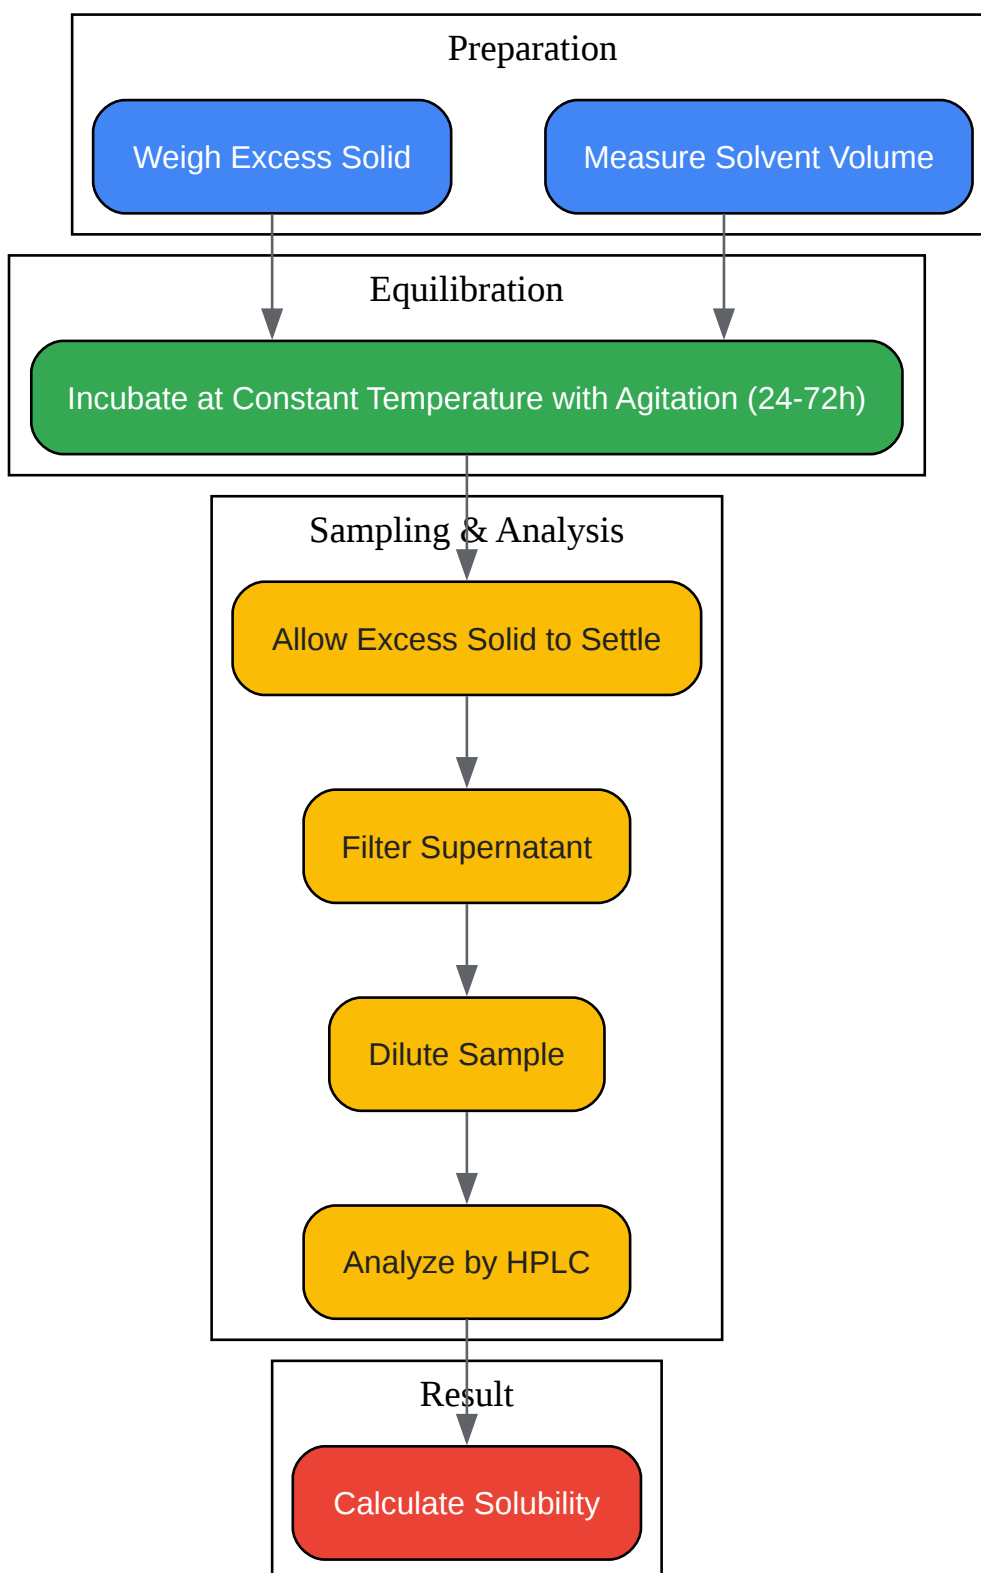 Preparation
Weigh Excess Solid
Measure Solvent Volume
Equilibration
Incubate at Constant Temperature with Agitation (24-72h)
Sampling & Analysis
Allow Excess Solid to Settle
Filter Supernatant
Dilute Sample
Analyze by HPLC
Result
Calculate Solubility